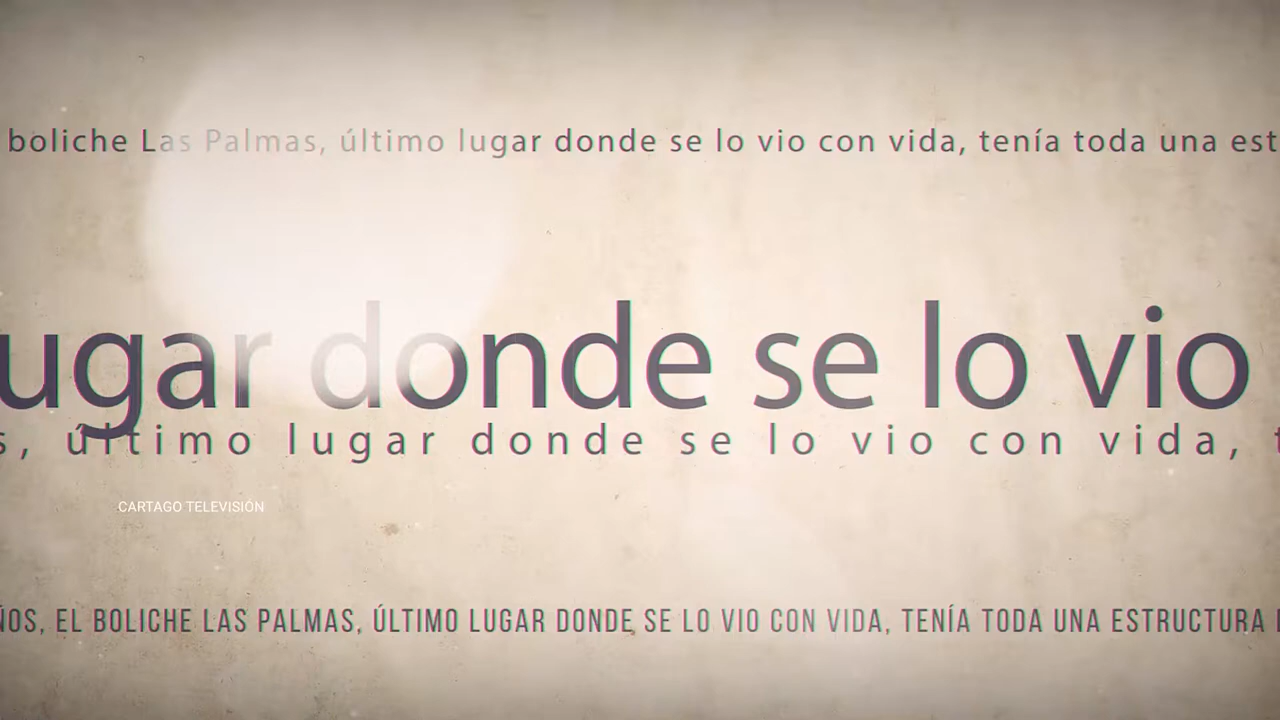 boliche Las Palmas, último lugar donde se lo vio con vida, tenía toda una est
lugar donde se lo vio
s, último lugar donde se lo vio con vida,
CARTAGO TELEVISIÓN
ÑOS, EL BOLICHE LAS PALMAS, ÚLTIMO LUGAR DONDE SE LO VIO CON VIDA, TENÍA TODA UNA ESTRUCTURA